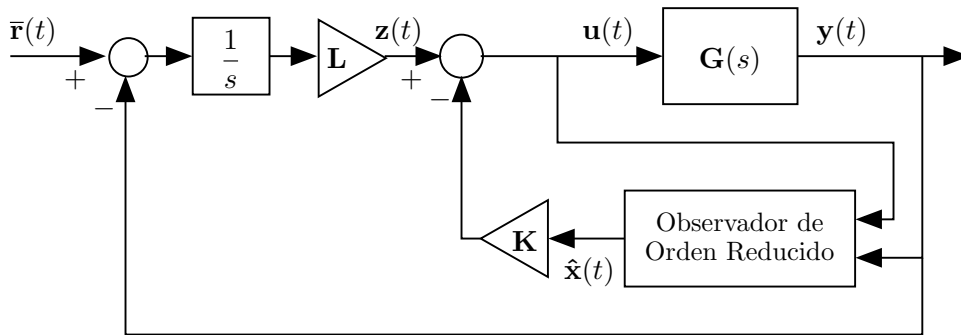 r̅(t)
+
−
1
s
L
z(t)
+
−
u(t)
G(s)
y(t)
K
x̂(t)
Observador de
Orden Reducido